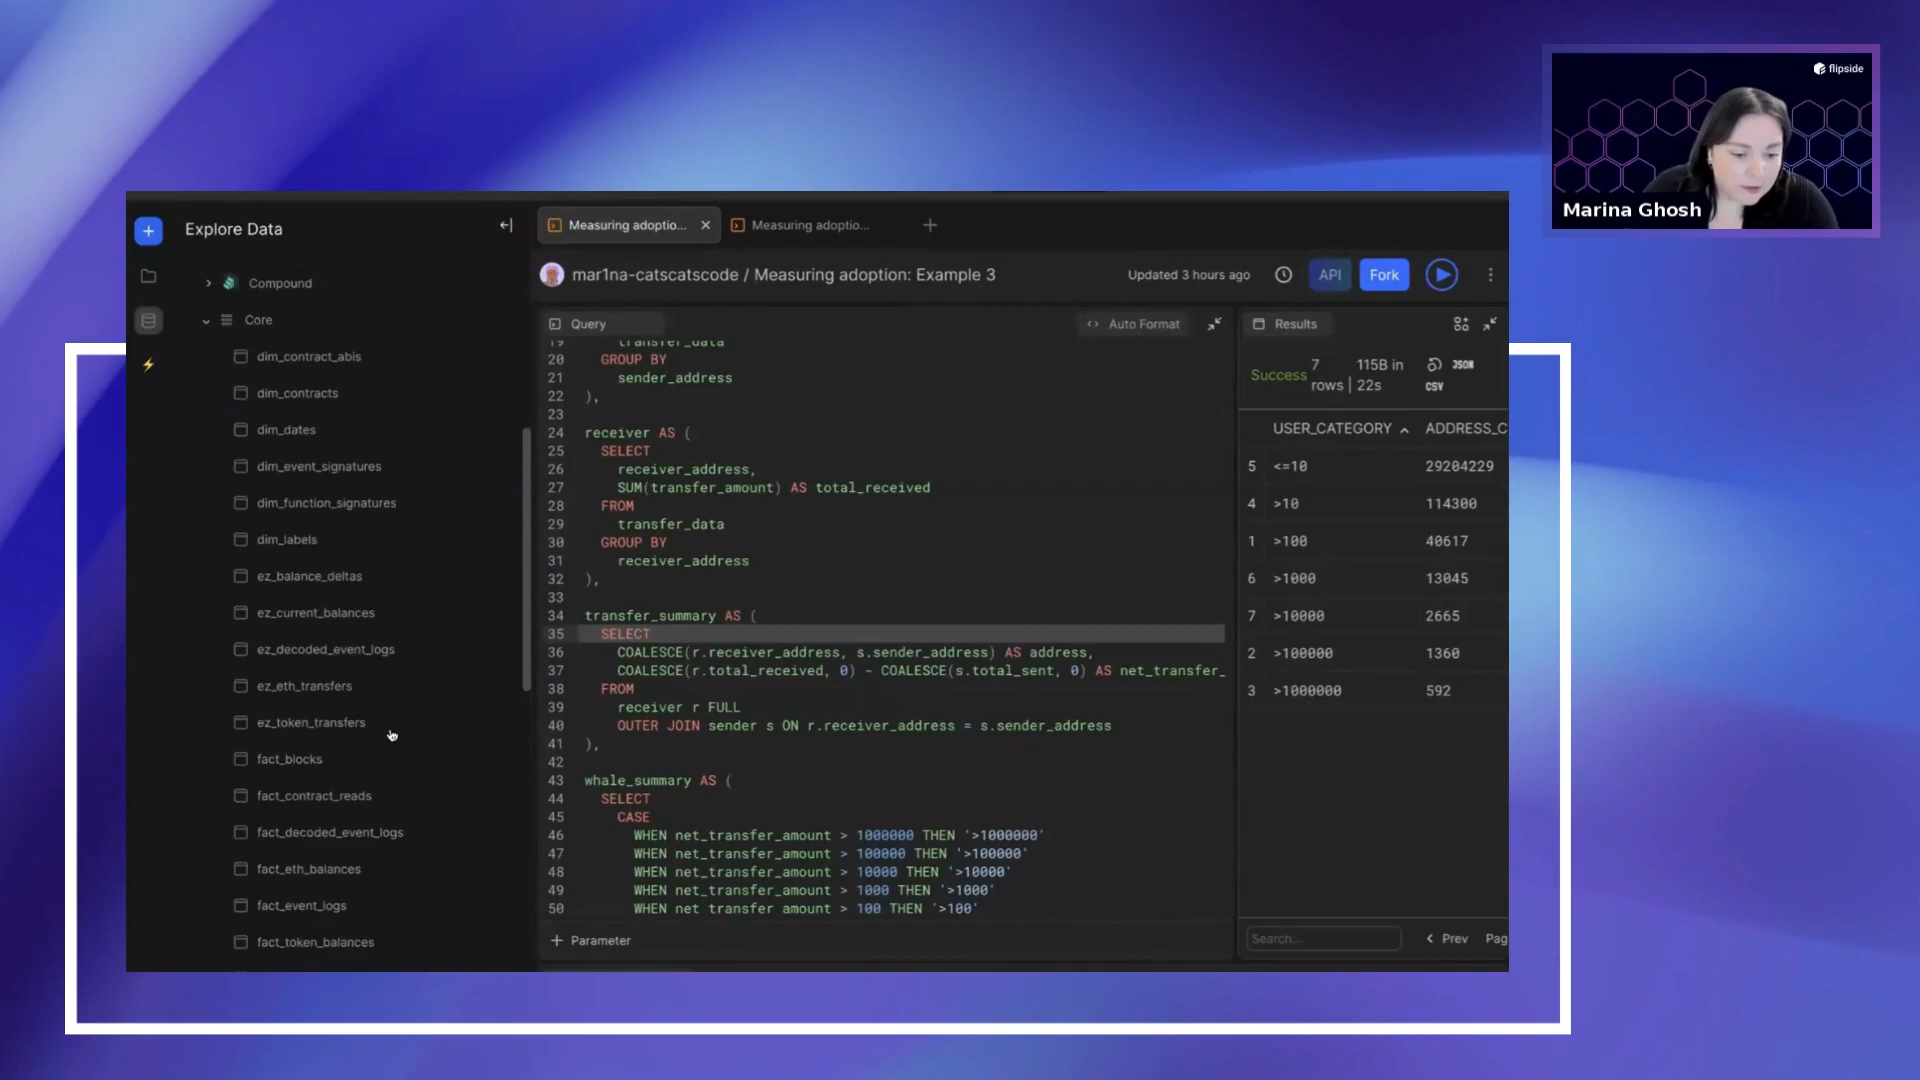 flipside
Marina Ghosh
Explore Data
Compound
Core
dim_contract_abis
dim_contracts
dim_dates
dim_event_signatures
dim_function_signatures
dim_labels
ez_balance_deltas
ez_current_balances
ez_decoded_event_logs
ez_eth_transfers
ez_token_transfers
fact_blocks
fact_contract_reads
fact_decoded_event_logs
fact_eth_balances
fact_event_logs
fact_token_balances
Measuring adoptio...
Measuring adoptio...
mar1na-catscatscode / Measuring adoption: Example 3
Updated 3 hours ago
API
Fork
Query
Auto Format
19 transfer_data
20 GROUP BY
21 sender_address
22 ),
23
24 receiver AS (
25 SELECT
26 receiver_address,
27 SUM(transfer_amount) AS total_received
28 FROM
29 transfer_data
30 GROUP BY
31 receiver_address
32 ),
33
34 transfer_summary AS (
35 SELECT
36 COALESCE(r.receiver_address, s.sender_address) AS address,
37 COALESCE(r.total_received, 0) - COALESCE(s.total_sent, 0) AS net_transfer_
38 FROM
39 receiver r FULL
40 OUTER JOIN sender s ON r.receiver_address = s.sender_address
41 ),
42
43 whale_summary AS (
44 SELECT
45 CASE
46 WHEN net_transfer_amount > 1000000 THEN '>1000000'
47 WHEN net_transfer_amount > 100000 THEN '>100000'
48 WHEN net_transfer_amount > 10000 THEN '>10000'
49 WHEN net_transfer_amount > 1000 THEN '>1000'
50 WHEN net transfer amount > 100 THEN '>100'
+ Parameter
Results
Success 7 rows | 115B in 22s
JSON
CSV
USER_CATEGORY ADDRESS_C
5 <=10 29204229
4 >10 114300
1 >100 40617
6 >1000 13045
7 >10000 2665
2 >100000 1360
3 >1000000 592
Search...
Prev Pag